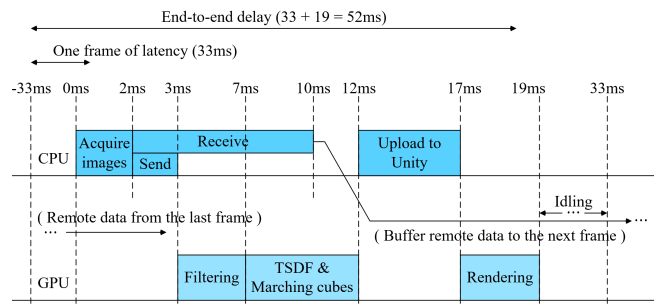 End-to-end delay (33 + 19 = 52ms)
One frame of latency (33ms)
-33ms 0ms 2ms 3ms 7ms 10ms 12ms 17ms 19ms 33ms
CPU
Acquire
images
Receive
Send
Upload to
Unity
Idling
...
( Remote data from the last frame )
...
...
( Buffer remote data to the next frame )
GPU
Filtering
TSDF &
Marching cubes
Rendering